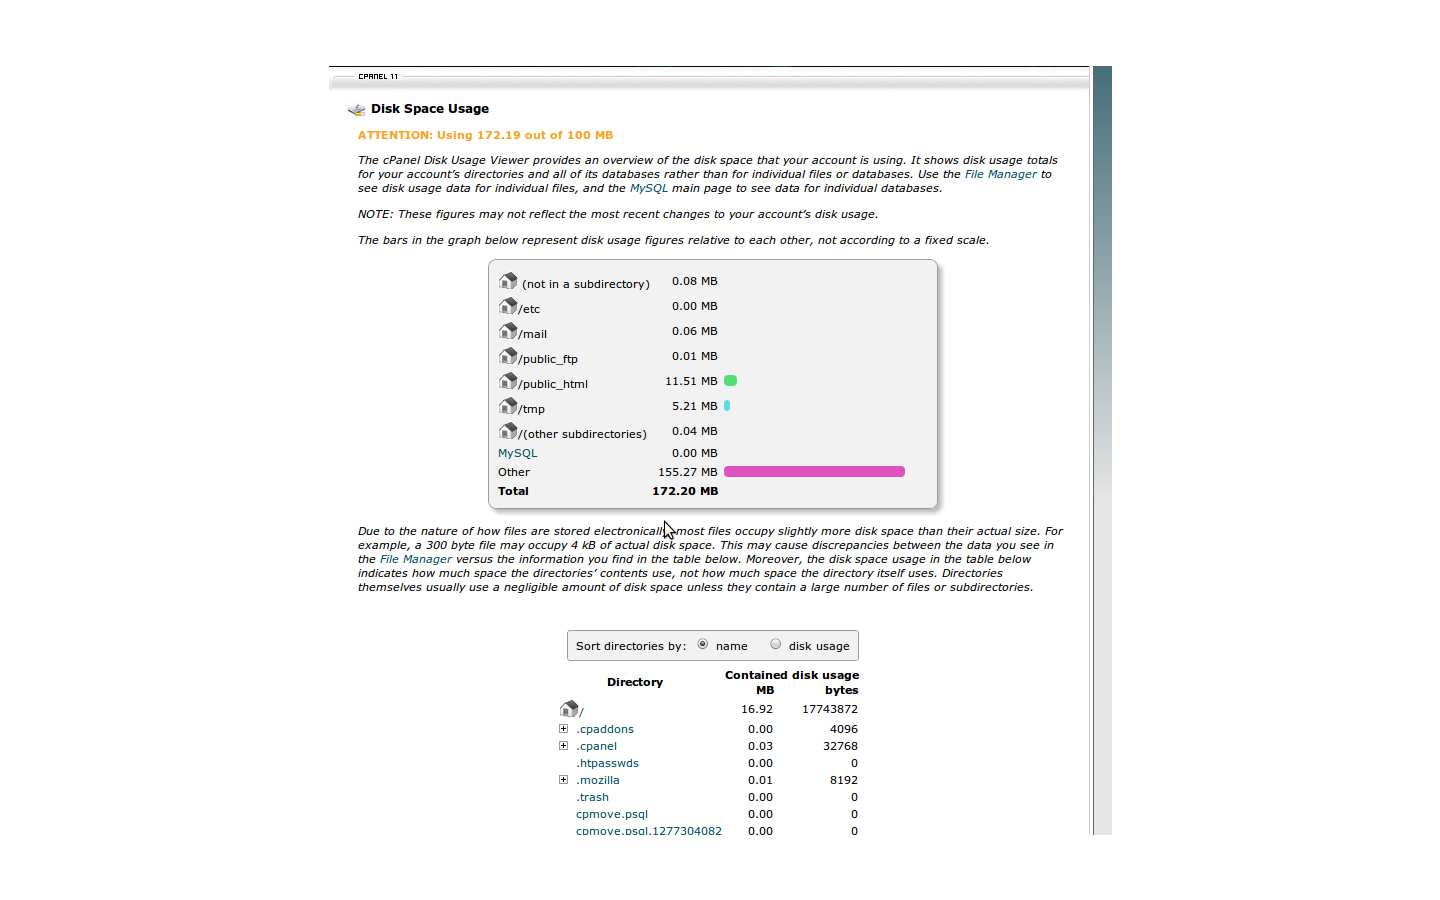 CPANEL 11
Disk Space Usage
ATTENTION: Using 172.19 out of 100 MB
The cPanel Disk Usage Viewer provides an overview of the disk space that your account is using. It shows disk usage totals
for your account's directories and all of its databases rather than for individual files or databases. Use the File Manager to
see disk usage data for individual files, and the MySQL main page to see data for individual databases.
NOTE: These figures may not reflect the most recent changes to your account's disk usage.
The bars in the graph below represent disk usage figures relative to each other, not according to a fixed scale.
(not in a subdirectory) 0.08 MB
/etc 0.00 MB
/mail 0.06 MB
/public_ftp 0.01 MB
/public_html 11.51 MB
/tmp 5.21 MB
/(other subdirectories) 0.04 MB
MySQL 0.00 MB
Other 155.27 MB
Total 172.20 MB
Due to the nature of how files are stored electronically most files occupy slightly more disk space than their actual size. For
example, a 300 byte file may occupy 4 kB of actual disk space. This may cause discrepancies between the data you see in
the File Manager versus the information you find in the table below. Moreover, the disk space usage in the table below
indicates how much space the directories' contents use, not how much space the directory itself uses. Directories
themselves usually use a negligible amount of disk space unless they contain a large number of files or subdirectories.
Sort directories by: name disk usage
Directory Contained disk usage
MB bytes
/ 16.92 17743872
.cpaddons 0.00 4096
.cpanel 0.03 32768
.htpasswds 0.00 0
.mozilla 0.01 8192
.trash 0.00 0
cpmove.psql 0.00 0
cpmove.psql.1277304082 0.00 0